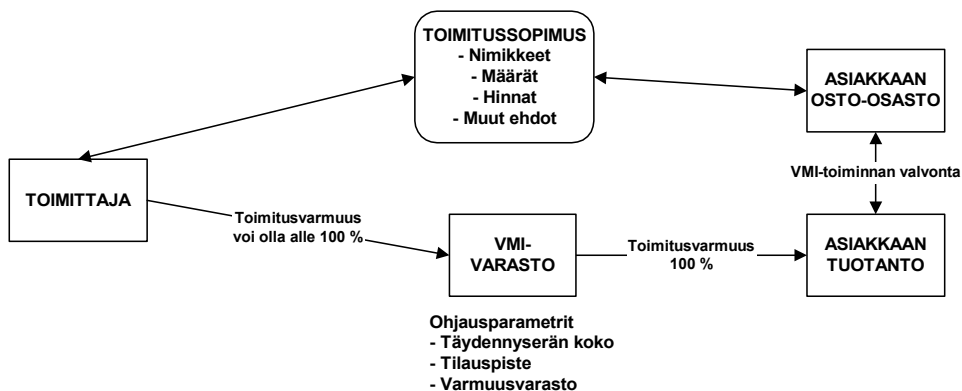 TOIMITUSSOPIMUS
- Nimikkeet
- Määrät
- Hinnat
- Muut ehdot
ASIAKKAAN
OSTO-OSASTO
VMI-toiminnan valvonta
TOIMITTAJA
Toimitusvarmuus
voi olla alle 100 %
VMI-
VARASTO
Toimitusvarmuus
100 %
ASIAKKAAN
TUOTANTO
Ohjausparametrit
- Täydennyserän koko
- Tilauspiste
- Varmuusvarasto